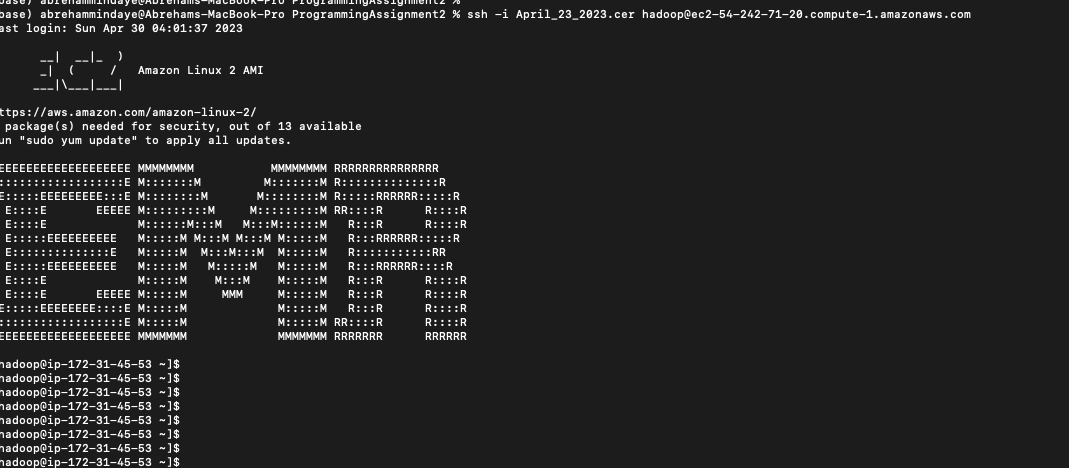 base) abrehammindaye@Abrehams-MacBook-Pro ProgrammingAssignment2 %
base) abrehammindaye@Abrehams-MacBook-Pro ProgrammingAssignment2 % ssh -i April_23_2023.cer hadoop@ec2-54-242-71-20.compute-1.amazonaws.com
ast login: Sun Apr 30 04:01:37 2023

      __|  __|_  )
      _|  (     /   Amazon Linux 2 AMI
     ___|\___|___|

ttps://aws.amazon.com/amazon-linux-2/
 package(s) needed for security, out of 13 available
un "sudo yum update" to apply all updates.

EEEEEEEEEEEEEEEEEEE MMMMMMMM           MMMMMMMM RRRRRRRRRRRRRRR
::::::::::::::::::E M:::::::M         M:::::::M R::::::::::::::R
E:::::EEEEEEEEE:::E M::::::::M       M::::::::M R:::::RRRRRR:::::R
 E::::E       EEEEE M:::::::::M     M:::::::::M RR::::R      R::::R
 E::::E             M::::::M:::M   M:::M::::::M   R:::R      R::::R
 E:::::EEEEEEEEEE   M:::::M M:::M M:::M M:::::M   R:::RRRRRR:::::R
 E::::::::::::::E   M:::::M  M:::M:::M  M:::::M   R:::::::::::RR
 E:::::EEEEEEEEEE   M:::::M   M:::::M   M:::::M   R:::RRRRRR::::R
 E::::E             M:::::M    M:::M    M:::::M   R:::R      R::::R
 E::::E       EEEEE M:::::M     MMM     M:::::M   R:::R      R::::R
E:::::EEEEEEEE::::E M:::::M             M:::::M   R:::R      R::::R
::::::::::::::::::E M:::::M             M:::::M RR::::R      R::::R
EEEEEEEEEEEEEEEEEEE MMMMMMM             MMMMMMM RRRRRRR      RRRRRR

hadoop@ip-172-31-45-53 ~]$
hadoop@ip-172-31-45-53 ~]$
hadoop@ip-172-31-45-53 ~]$
hadoop@ip-172-31-45-53 ~]$
hadoop@ip-172-31-45-53 ~]$
hadoop@ip-172-31-45-53 ~]$
hadoop@ip-172-31-45-53 ~]$
hadoop@ip-172-31-45-53 ~]$